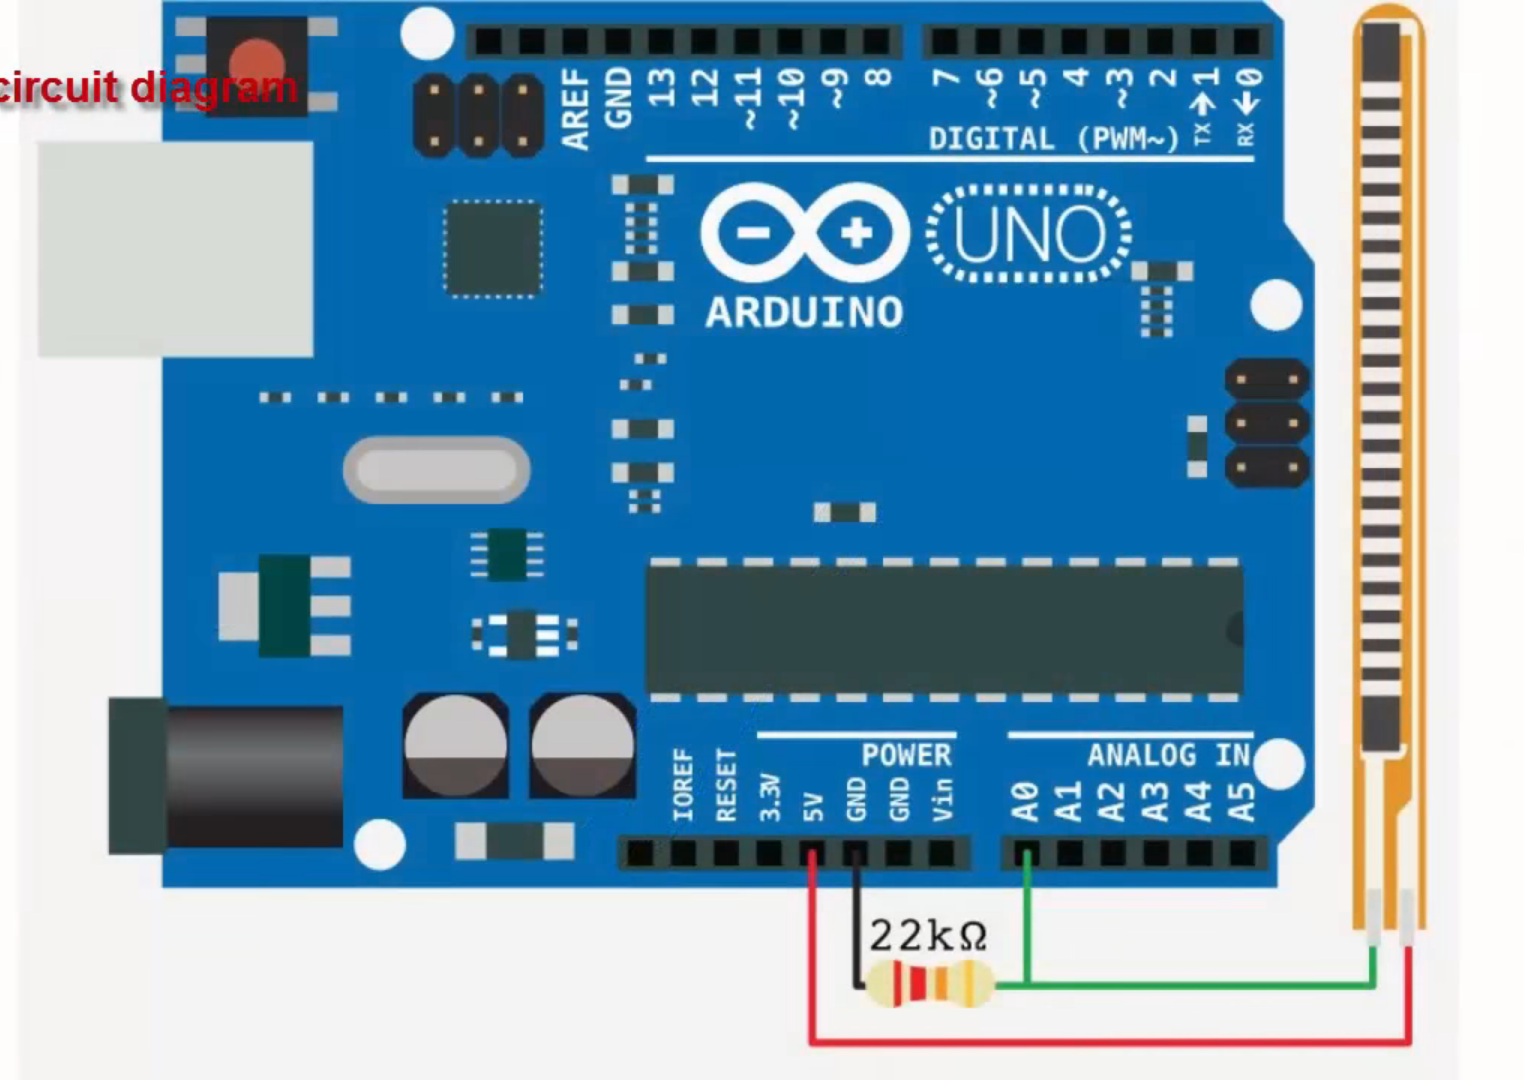 circuit diagram
AREF
GND
13
12
~11
~10
~9
8
7
~6
~5
4
~3
2
TX→1
RX←0
DIGITAL (PWM~)
UNO
ARDUINO
POWER
ANALOG IN
IOREF
RESET
3.3V
5V
GND
GND
Vin
A0
A1
A2
A3
A4
A5
22kΩ